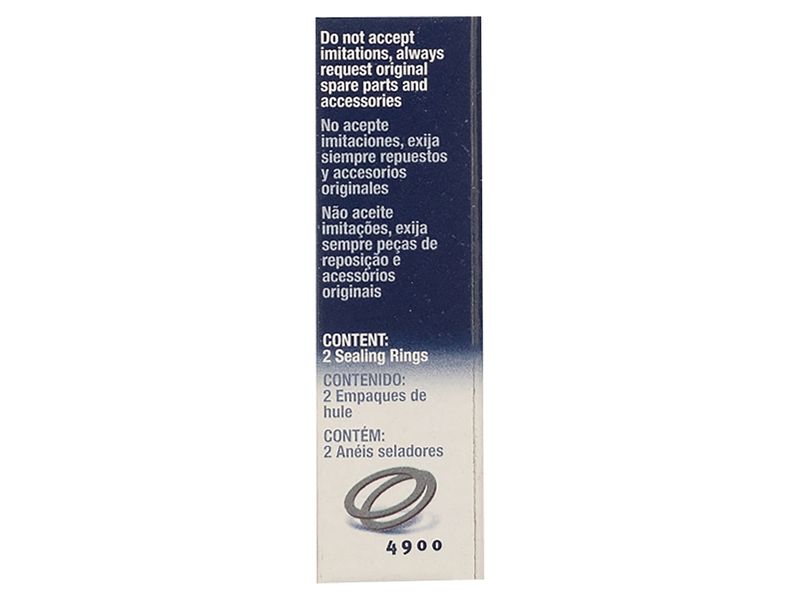 Do not accept
imitations, always
request original
spare parts and
accessories
No acepte
imitaciones, exija
siempre repuestos
y accesorios
originales
Não aceite
imitações, exija
sempre peças de
reposição e
acessórios
originais
CONTENT:
2 Sealing Rings
CONTENIDO:
2 Empaques de
hule
CONTÉM:
2 Anéis seladores
4900